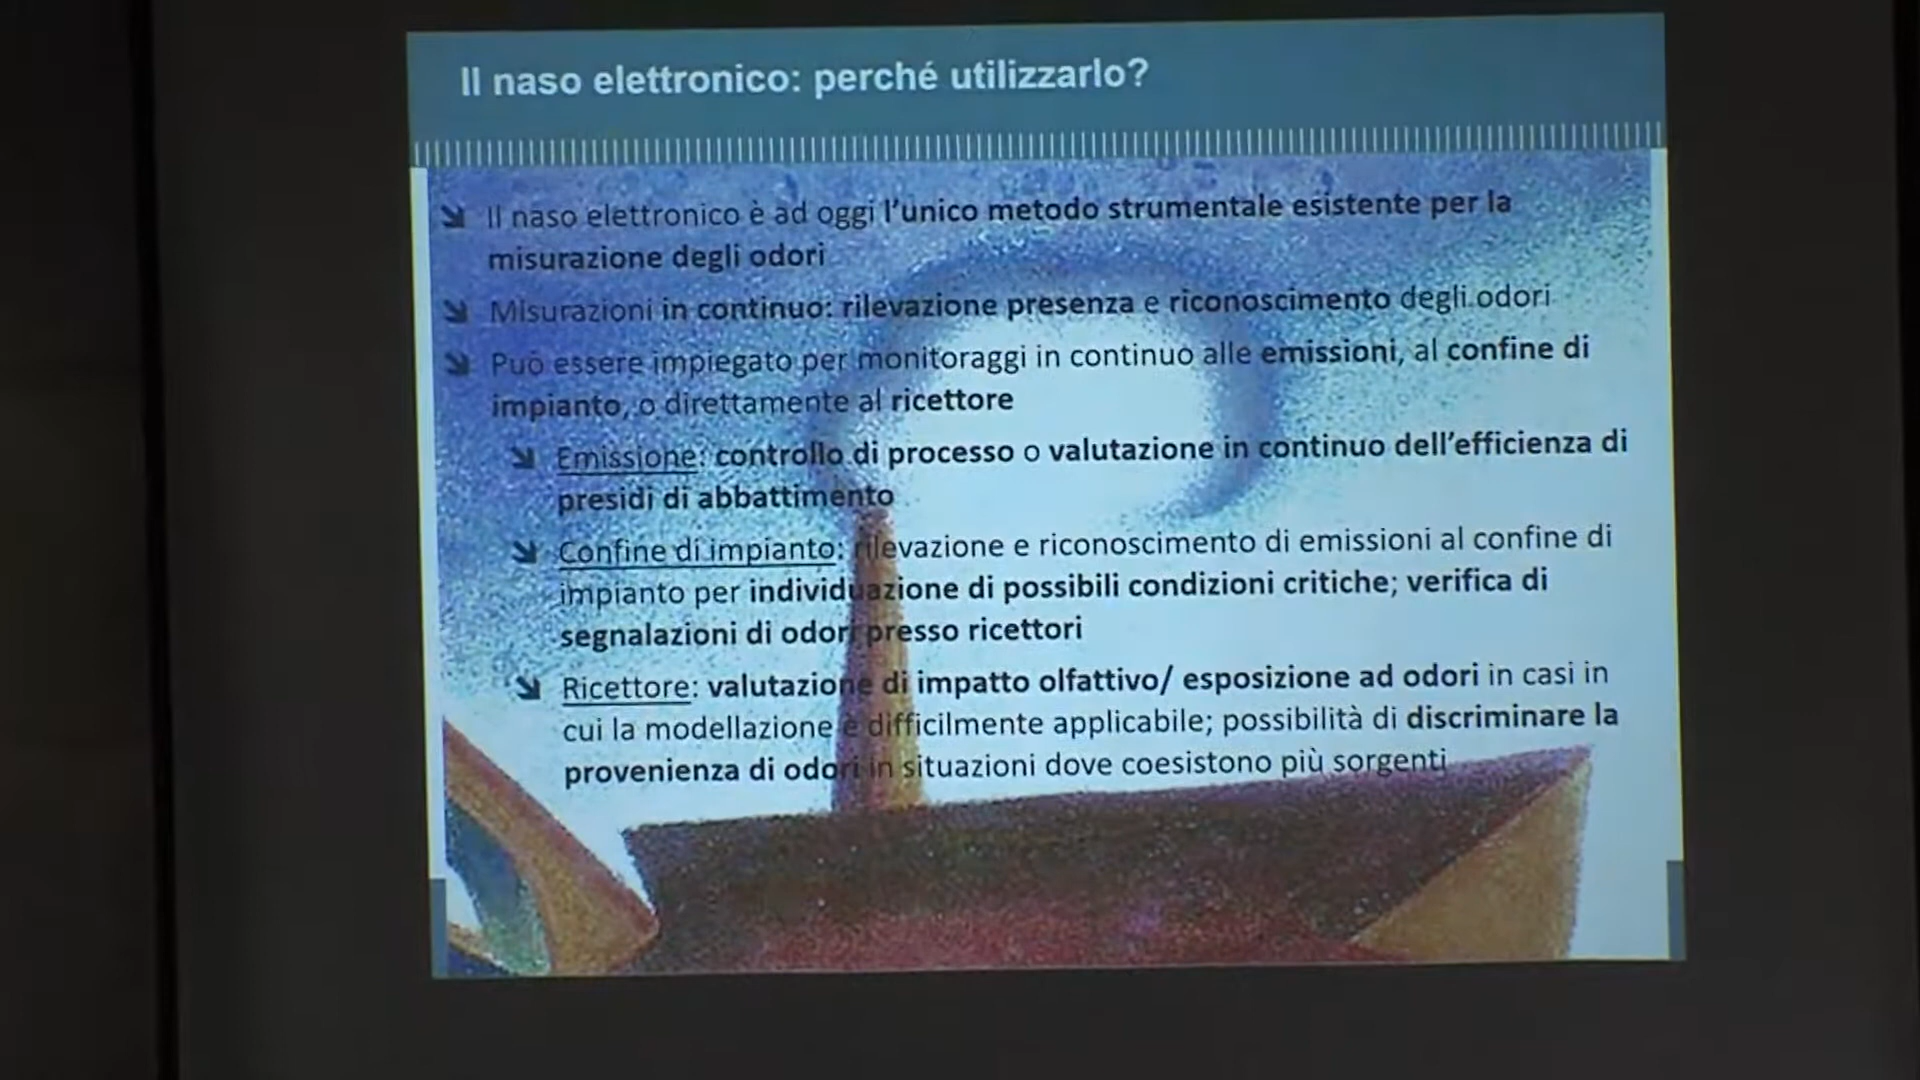 Il naso elettronico: perché utilizzarlo?
Il naso elettronico è ad oggi l'unico metodo strumentale esistente per la
misurazione degli odori
Misurazioni in continuo: rilevazione presenza e riconoscimento degli odori
Può essere impiegato per monitoraggi in continuo alle emissioni, al confine di
impianto, o direttamente al ricettore
Emissione: controllo di processo o valutazione in continuo dell'efficienza di
presidi di abbattimento
Confine di impianto: rilevazione e riconoscimento di emissioni al confine di
impianto per individuazione di possibili condizioni critiche; verifica di
segnalazioni di odori presso ricettori
Ricettore: valutazione di impatto olfattivo/ esposizione ad odori in casi in
cui la modellazione è difficilmente applicabile; possibilità di discriminare la
provenienza di odori in situazioni dove coesistono più sorgenti